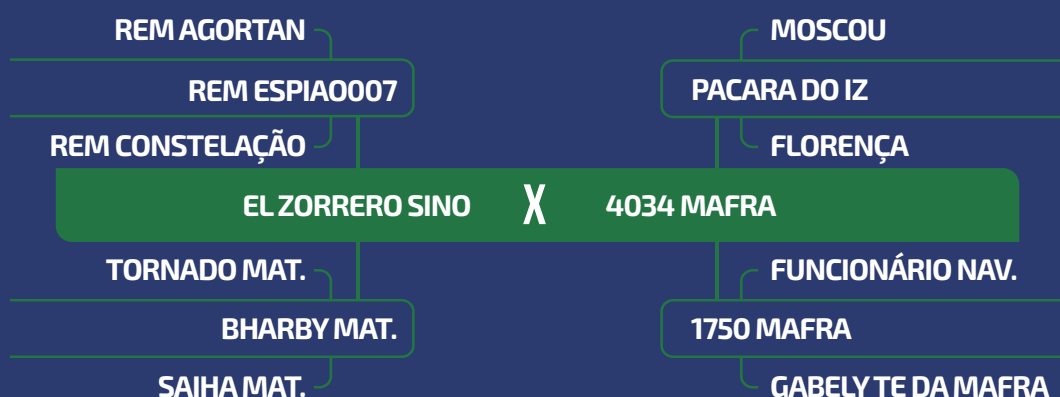 REM AGORTAN
MOSCOU
REM ESPIAO007
PACARA DO IZ
REM CONSTELAÇÃO
FLORENÇA
EL ZORRERO SINO X 4034 MAFRA
TORNADO MAT.
FUNCIONÁRIO NAV.
BHARBY MAT.
1750 MAFRA
SAIHA MAT.
GABELY TE DA MAFRA